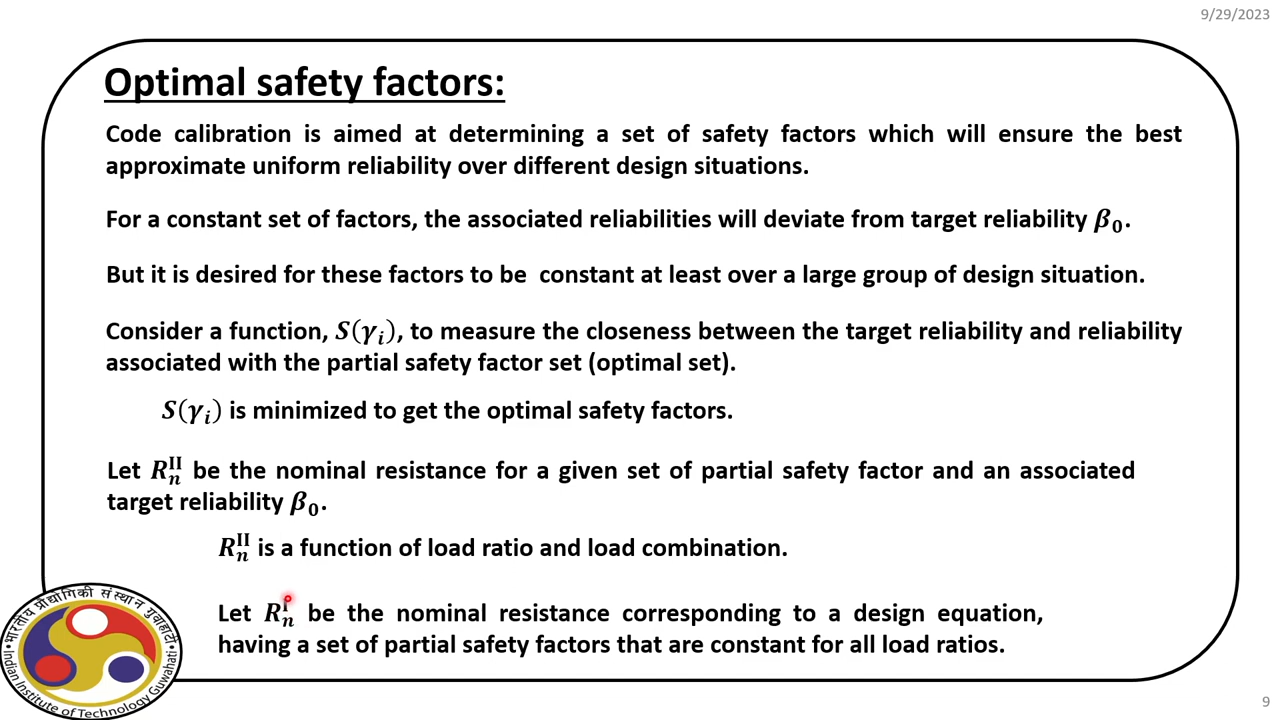 9/29/2023
Optimal safety factors:
Code calibration is aimed at determining a set of safety factors which will ensure the best
approximate uniform reliability over different design situations.
For a constant set of factors, the associated reliabilities will deviate from target reliability β₀.
But it is desired for these factors to be constant at least over a large group of design situation.
Consider a function, S(γᵢ), to measure the closeness between the target reliability and reliability
associated with the partial safety factor set (optimal set).
S(γᵢ) is minimized to get the optimal safety factors.
Let Rₙᴵᴵ be the nominal resistance for a given set of partial safety factor and an associated
target reliability β₀.
Rₙᴵᴵ is a function of load ratio and load combination.
Let Rₙᴵ be the nominal resistance corresponding to a design equation,
having a set of partial safety factors that are constant for all load ratios.
भारतीय प्रौद्योगिकी संस्थान गुवाहाटी
Indian Institute of Technology Guwahati
9